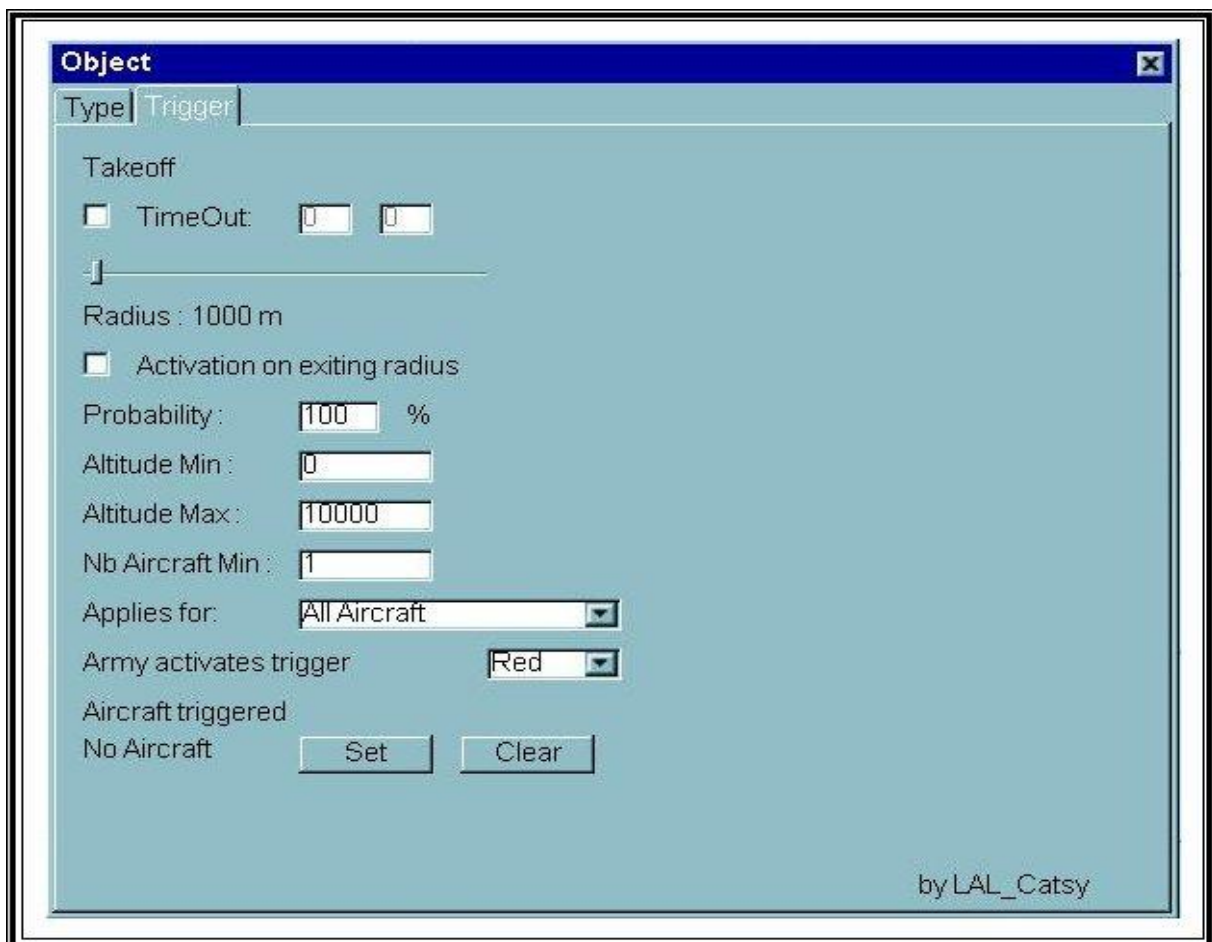 Object
Type Trigger
Takeoff
TimeOut: 0 0
Radius : 1000 m
Activation on exiting radius
Probability : 100 %
Altitude Min : 0
Altitude Max : 10000
Nb Aircraft Min : 1
Applies for: All Aircraft
Army activates trigger Red
Aircraft triggered
No Aircraft Set Clear
by LAL_Catsy